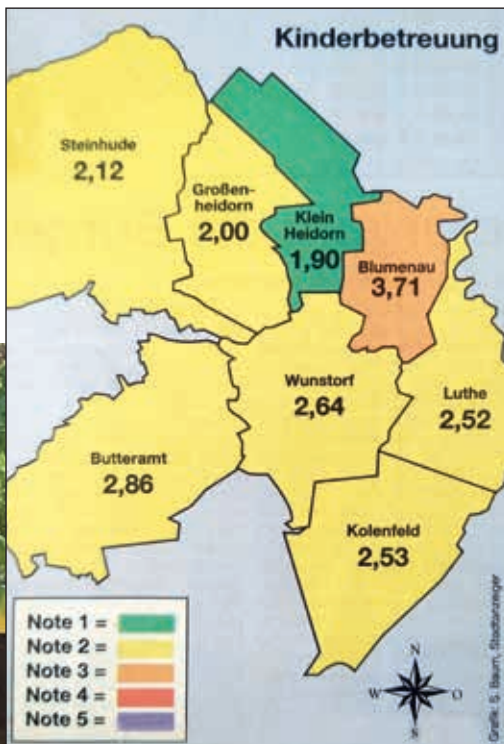 Kinderbetreuung
Steinhude
2,12
Großen-
heidorn
2,00
Klein
Heidorn
1,90
Blumenau
3,71
Wunstorf
2,64
Luthe
2,52
Butteramt
2,86
Kolenfeld
2,53
Note 1 =
Note 2 =
Note 3 =
Note 4 =
Note 5 =
N
W
O
S
Grafik: S. Baum, Stadtanzeiger